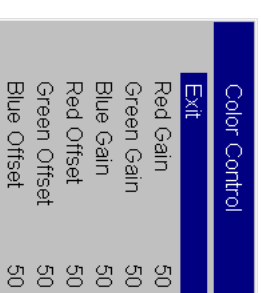 Color Control
Exit
Red Gain 50
Green Gain 50
Blue Gain 50
Red Offset 50
Green Offset 50
Blue Offset 50